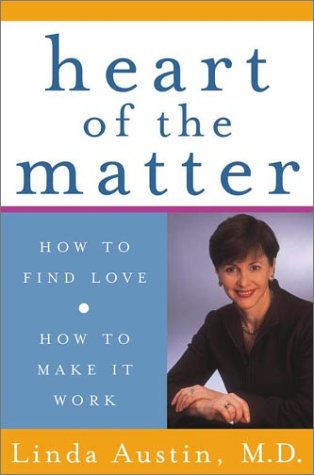 heart
of the
matter
HOW TO
FIND LOVE
•
HOW TO
MAKE IT
WORK
Linda Austin, M.D.